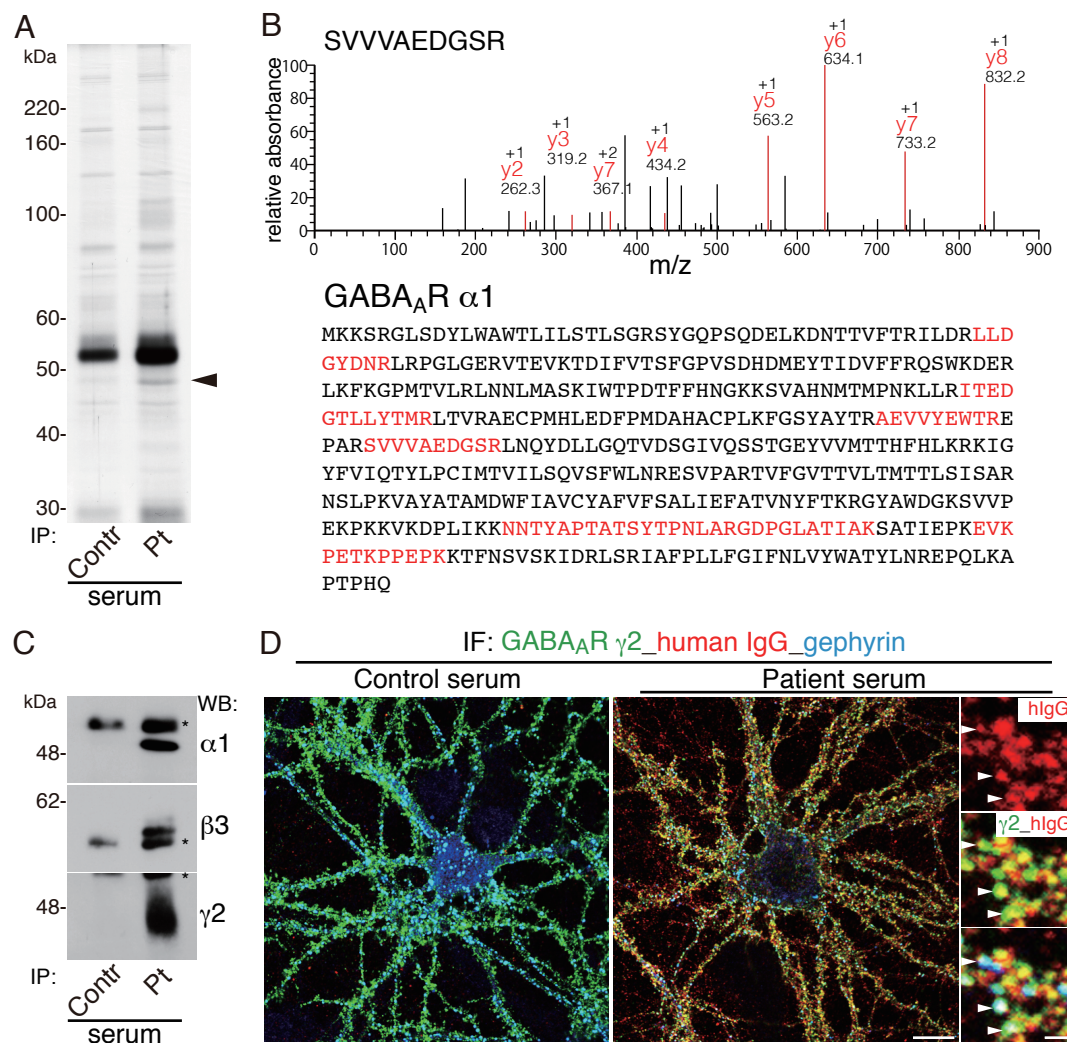 A
kDa
220-
160-
100-
60-
50-
40-
30-
IP:
Contr
Pt
serum
B
SVVVAEDGSR
relative absorbance
100
80
60
40
20
0
+1
y2
262.3
+1
y3
319.2
+2
y7
367.1
+1
y4
434.2
+1
y5
563.2
+1
y6
634.1
+1
y7
733.2
+1
y8
832.2
0 100 200 300 400 500 600 700 800 900
m/z
GABAAR α1
MKKSRGLSDYLWAWTLILSTLSGRSYGQPSQDELKDNTTVFTRILDRLLD
GYDNRLRPGLGERVTEVKTDIFVTSFGPVSDHDMEYTIDVFFRQSWKDER
LKFKGPMTVLRLNNLMASKIWTPDTFFHNGKKSVAHNMTMPNKLLRITED
GTLLYTMRLTVRAECPMHLEDFPMDAHACPLKFGSYAYTRAEVVYEWTRE
PARSVVVAEDGSRLNQYDLLGQTVDSGIVQSSTGEYVVMTTHFHLKRKIG
YFVIQTYLPCIMTVILSQVSFWLNRESVPARTVFGVTTVLTMTTLSISAR
NSLPKVAYATAMDWFIAVCYAFVFSALIEFATVNYFTKRGYAWDGKSVVP
EKPKKVKDPLIKKNNTYAPTATSYTPNLARGDPGLATIAKSATIEPKEVK
PETKPPEPKKTFNSVSKIDRLSRIAFPLLFGIFNLVYWATYLNREPQLKA
PTPHQ
C
kDa
WB:
48-
62-
48-
*
α1
β3
*
*
γ2
IP:
Contr
Pt
serum
D
IF: GABAAR γ2_human IgG_gephyrin
Control serum
Patient serum
hIgG
γ2_hIgG